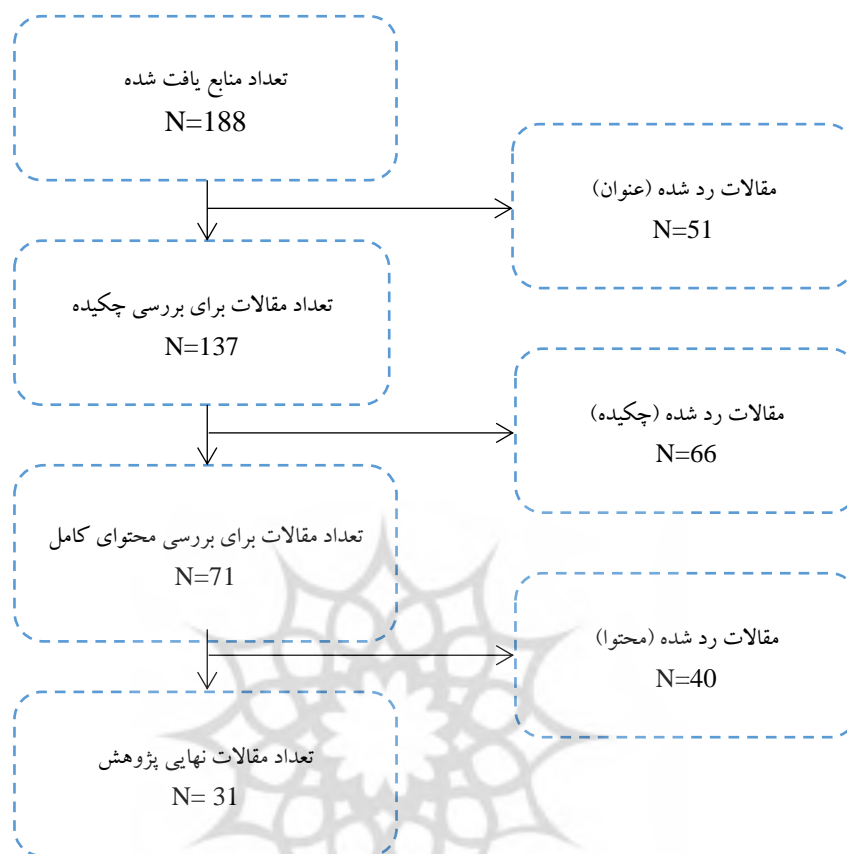 تعداد منابع یافت شده
N=188
مقالات رد شده (عنوان)
N=51
تعداد مقالات برای بررسی چکیده
N=137
مقالات رد شده (چکیده)
N=66
تعداد مقالات برای بررسی محتوای کامل
N=71
مقالات رد شده (محتوا)
N=40
تعداد مقالات نهایی پژوهش
N= 31